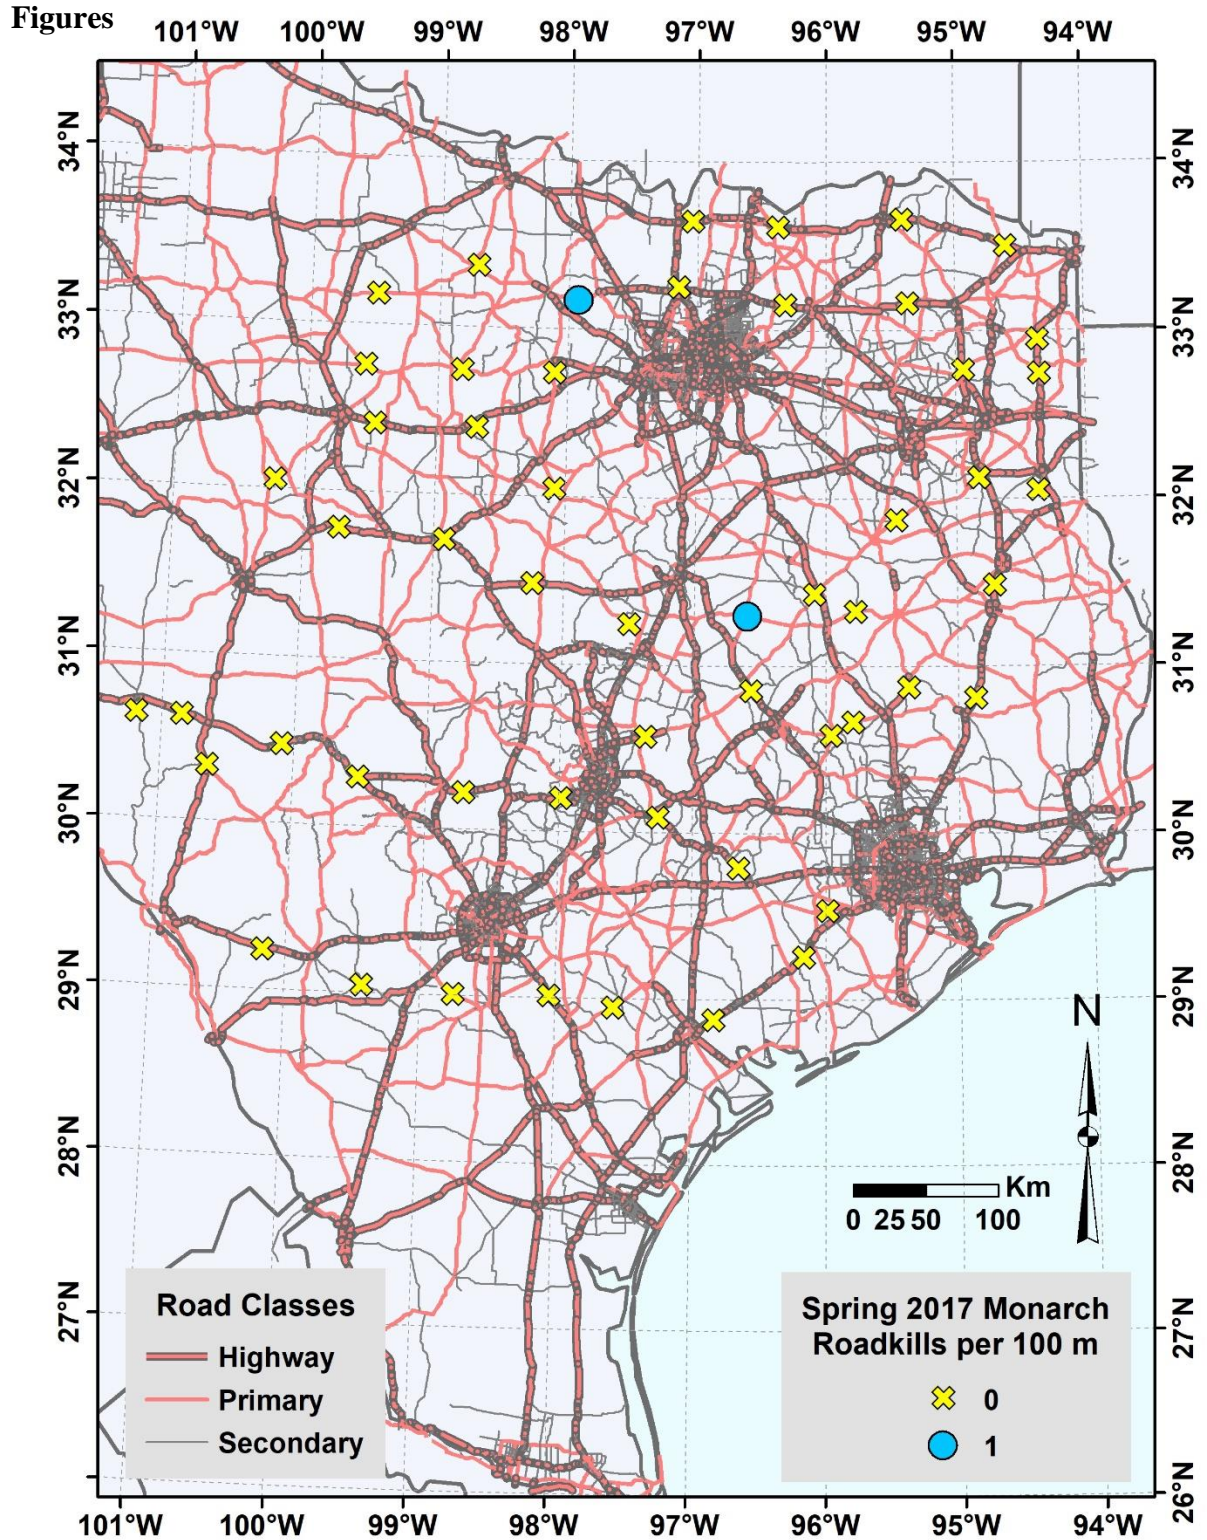 Figures
101°W 100°W 99°W 98°W 97°W 96°W 95°W 94°W
34°N 34°N
33°N 33°N
32°N 32°N
31°N 31°N
30°N 30°N
29°N 29°N
N
28°N 28°N
Km
0 25 50 100
27°N 27°N
Road Classes
Highway
Primary
Secondary
Spring 2017 Monarch
Roadkills per 100 m
0
1
26°N
101°W 100°W 99°W 98°W 97°W 96°W 95°W 94°W